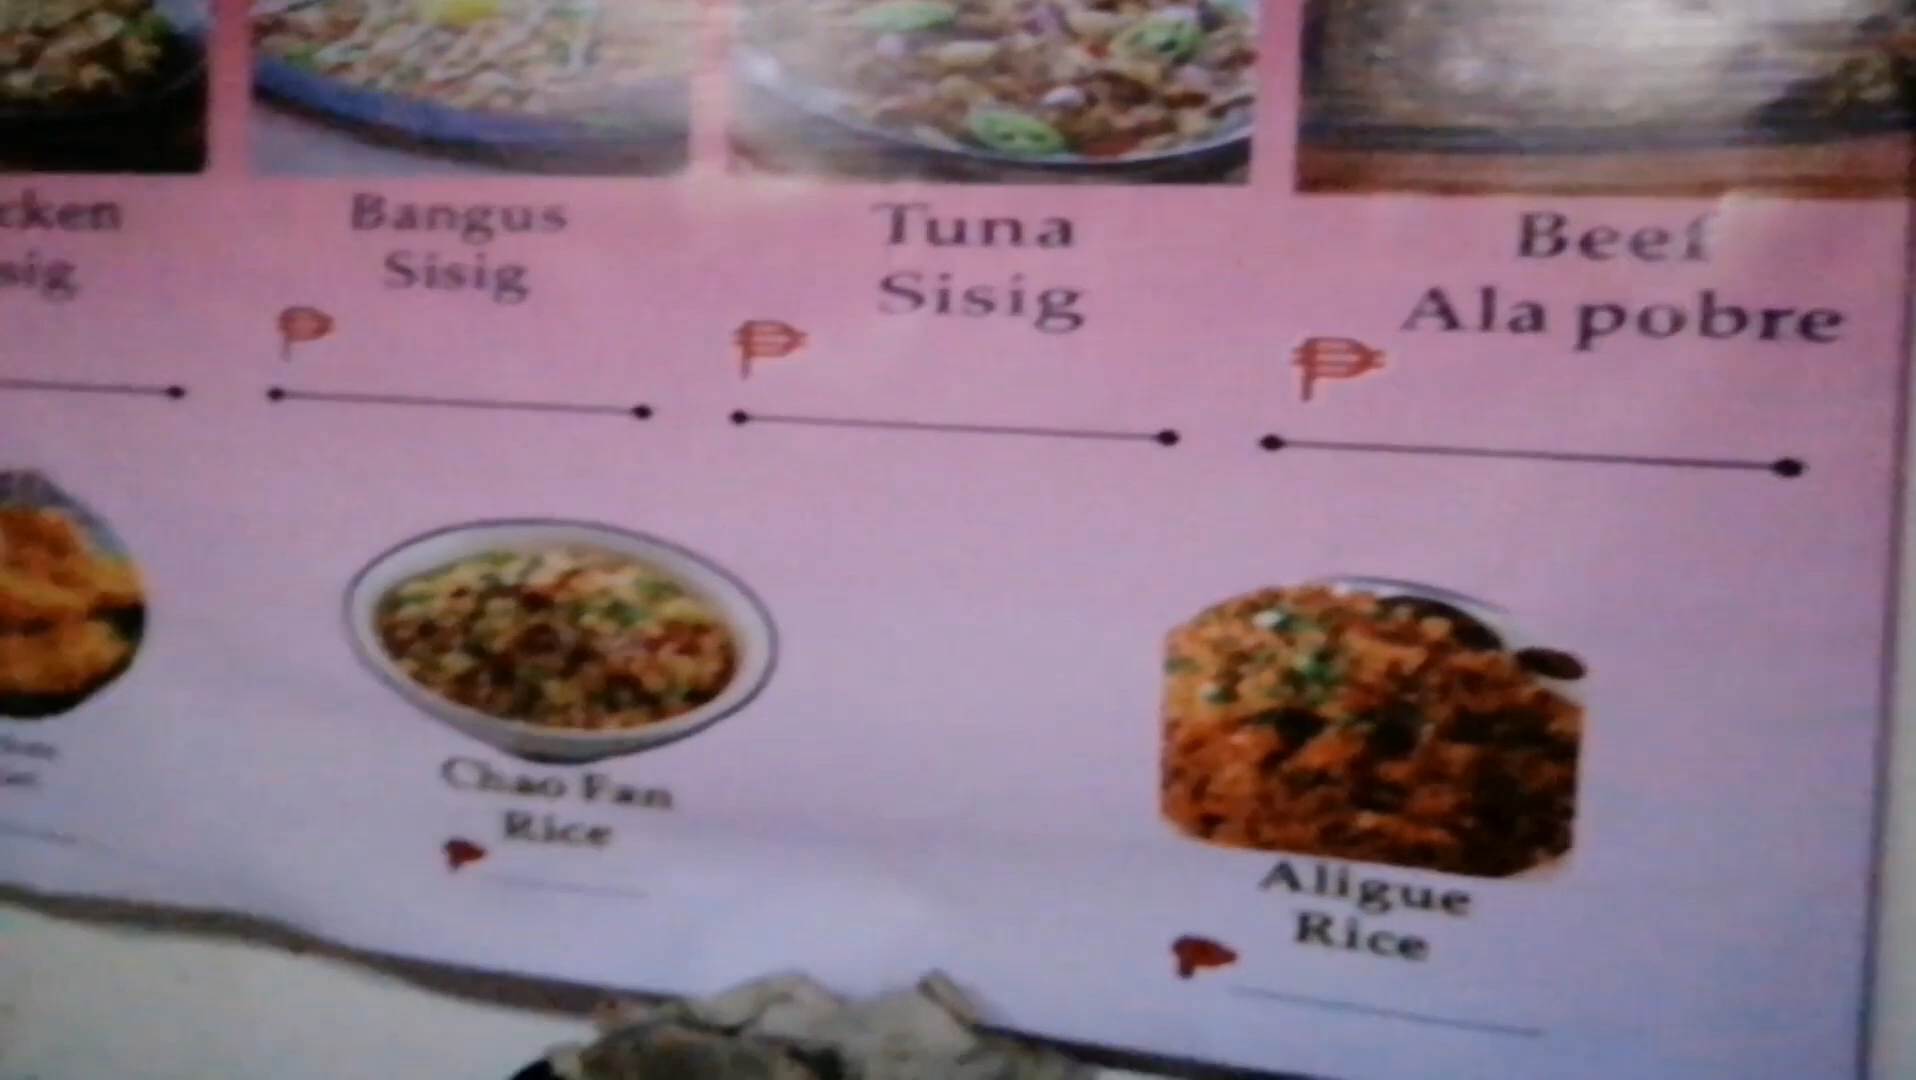 Bangus
Sisig
₱
Tuna
Sisig
₱
Beef
Ala pobre
₱
Chao Fan
Rice
Aligue
Rice